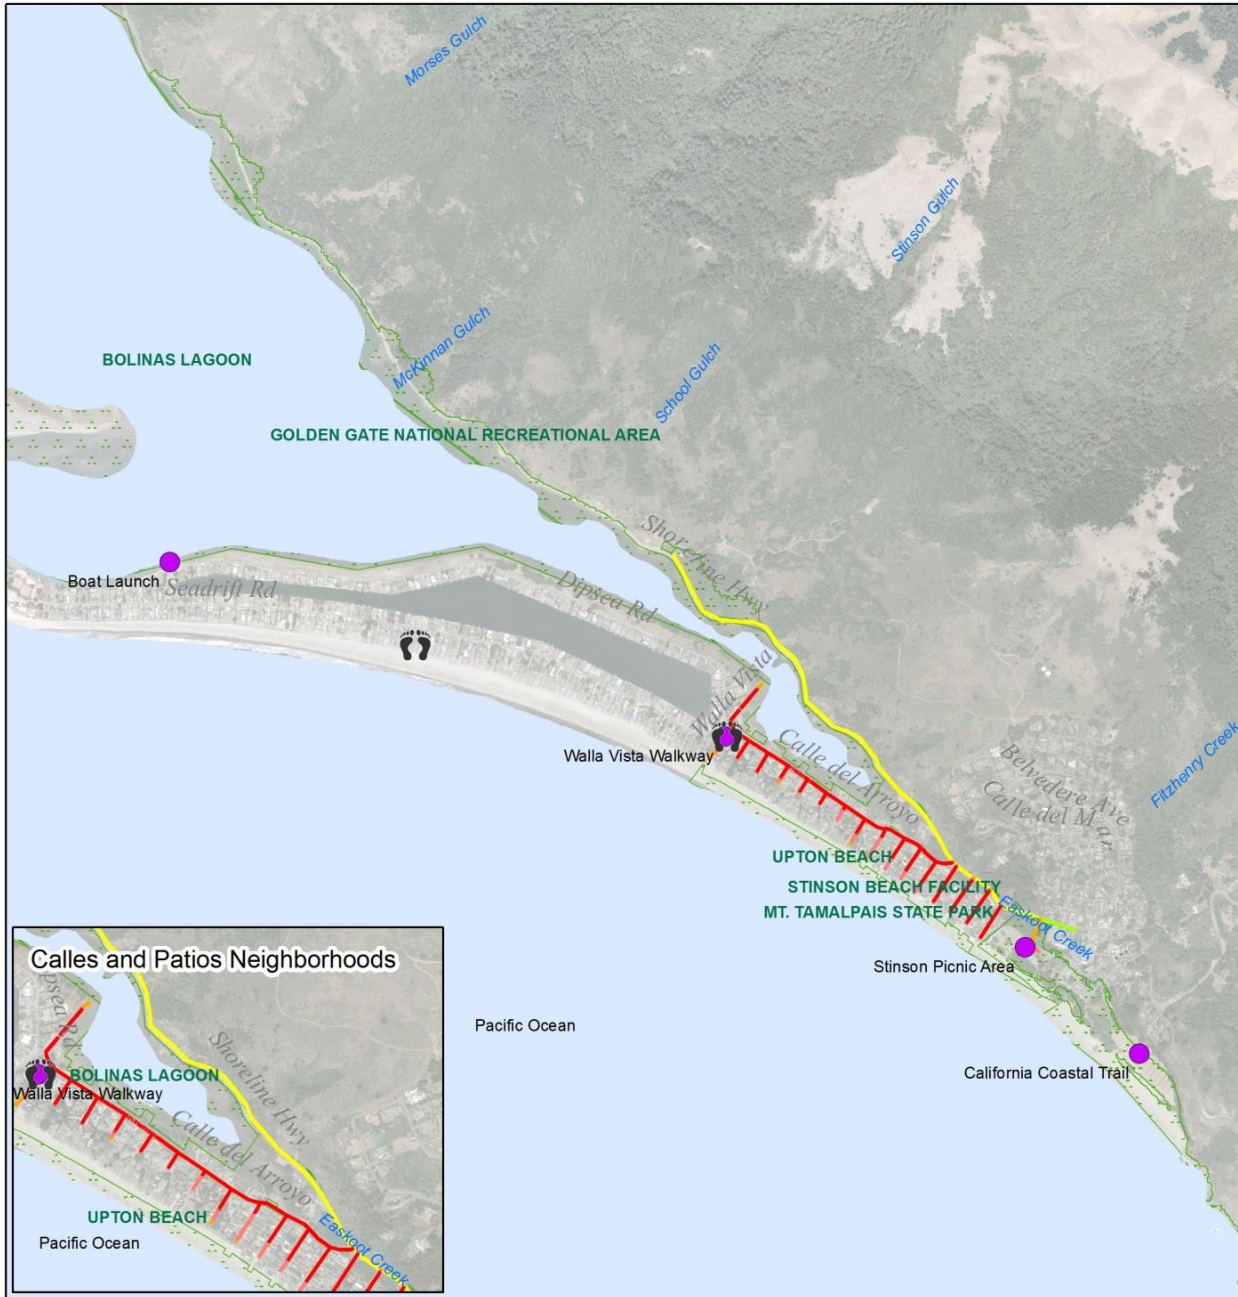 Morses Gulch
Stinson Gulch
McKinnan Gulch
BOLINAS LAGOON
School Gulch
GOLDEN GATE NATIONAL RECREATIONAL AREA
Shoreline Hwy
Boat Launch
Seadrift Rd
Dipsea Rd
Walla Vista
Walla Vista Walkway
Calle del Arroyo
Belvedere Ave
Calle del Mar
Fitzhenry Creek
UPTON BEACH
STINSON BEACH FACILITY
MT. TAMALPAIS STATE PARK
Easkoot Creek
Stinson Picnic Area
Pacific Ocean
California Coastal Trail
Calles and Patios Neighborhoods
psea Rd
Shoreline Hwy
BOLINAS LAGOON
Walla Vista Walkway
Calle del Arroyo
UPTON BEACH
Easkoot Creek
Pacific Ocean